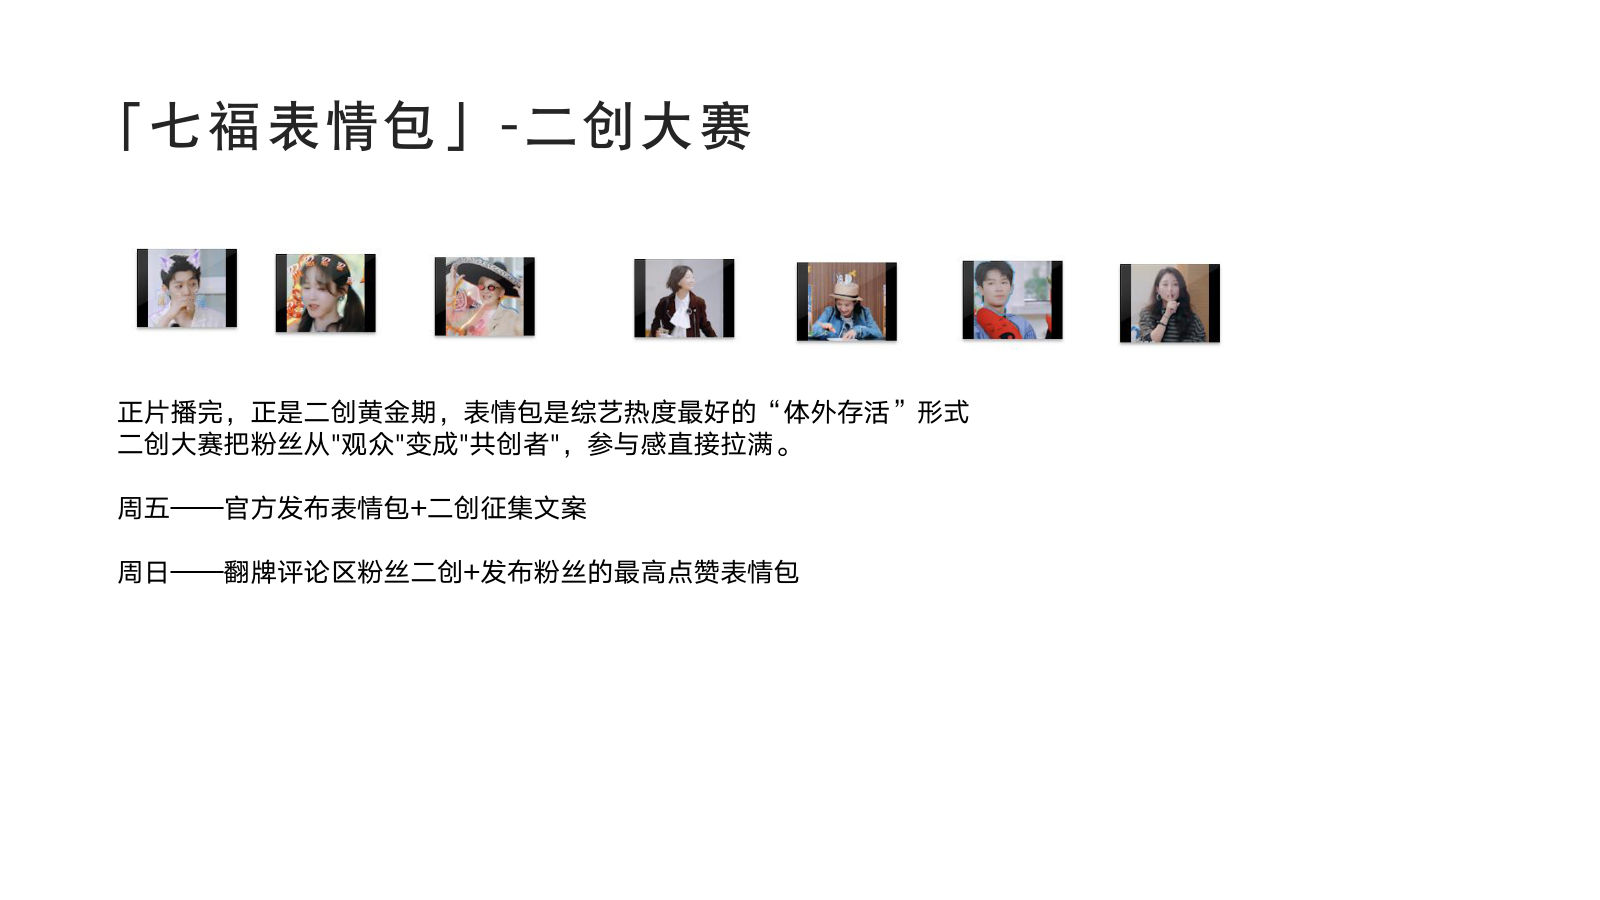 「七福表情包」-二创大赛
正片播完，正是二创黄金期，表情包是综艺热度最好的“体外存活”形式
二创大赛把粉丝从"观众"变成"共创者"，参与感直接拉满。
周五——官方发布表情包+二创征集文案
周日——翻牌评论区粉丝二创+发布粉丝的最高点赞表情包